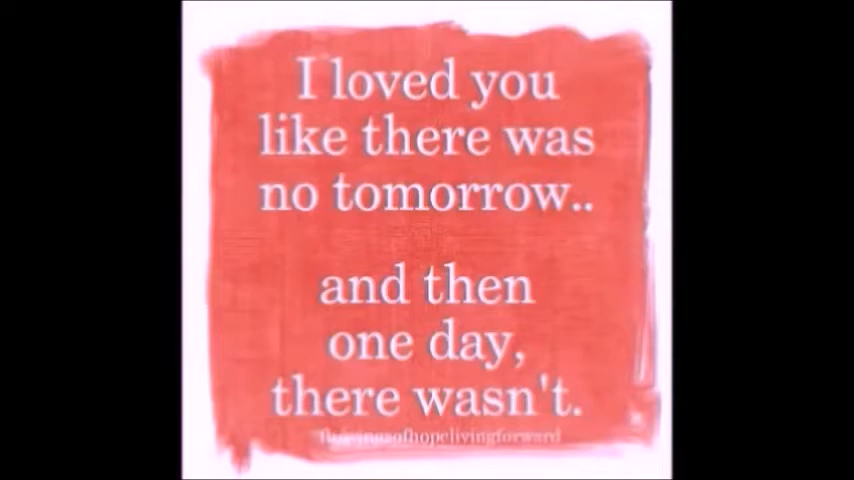 I loved you
like there was
no tomorrow..
and then
one day,
there wasn't.